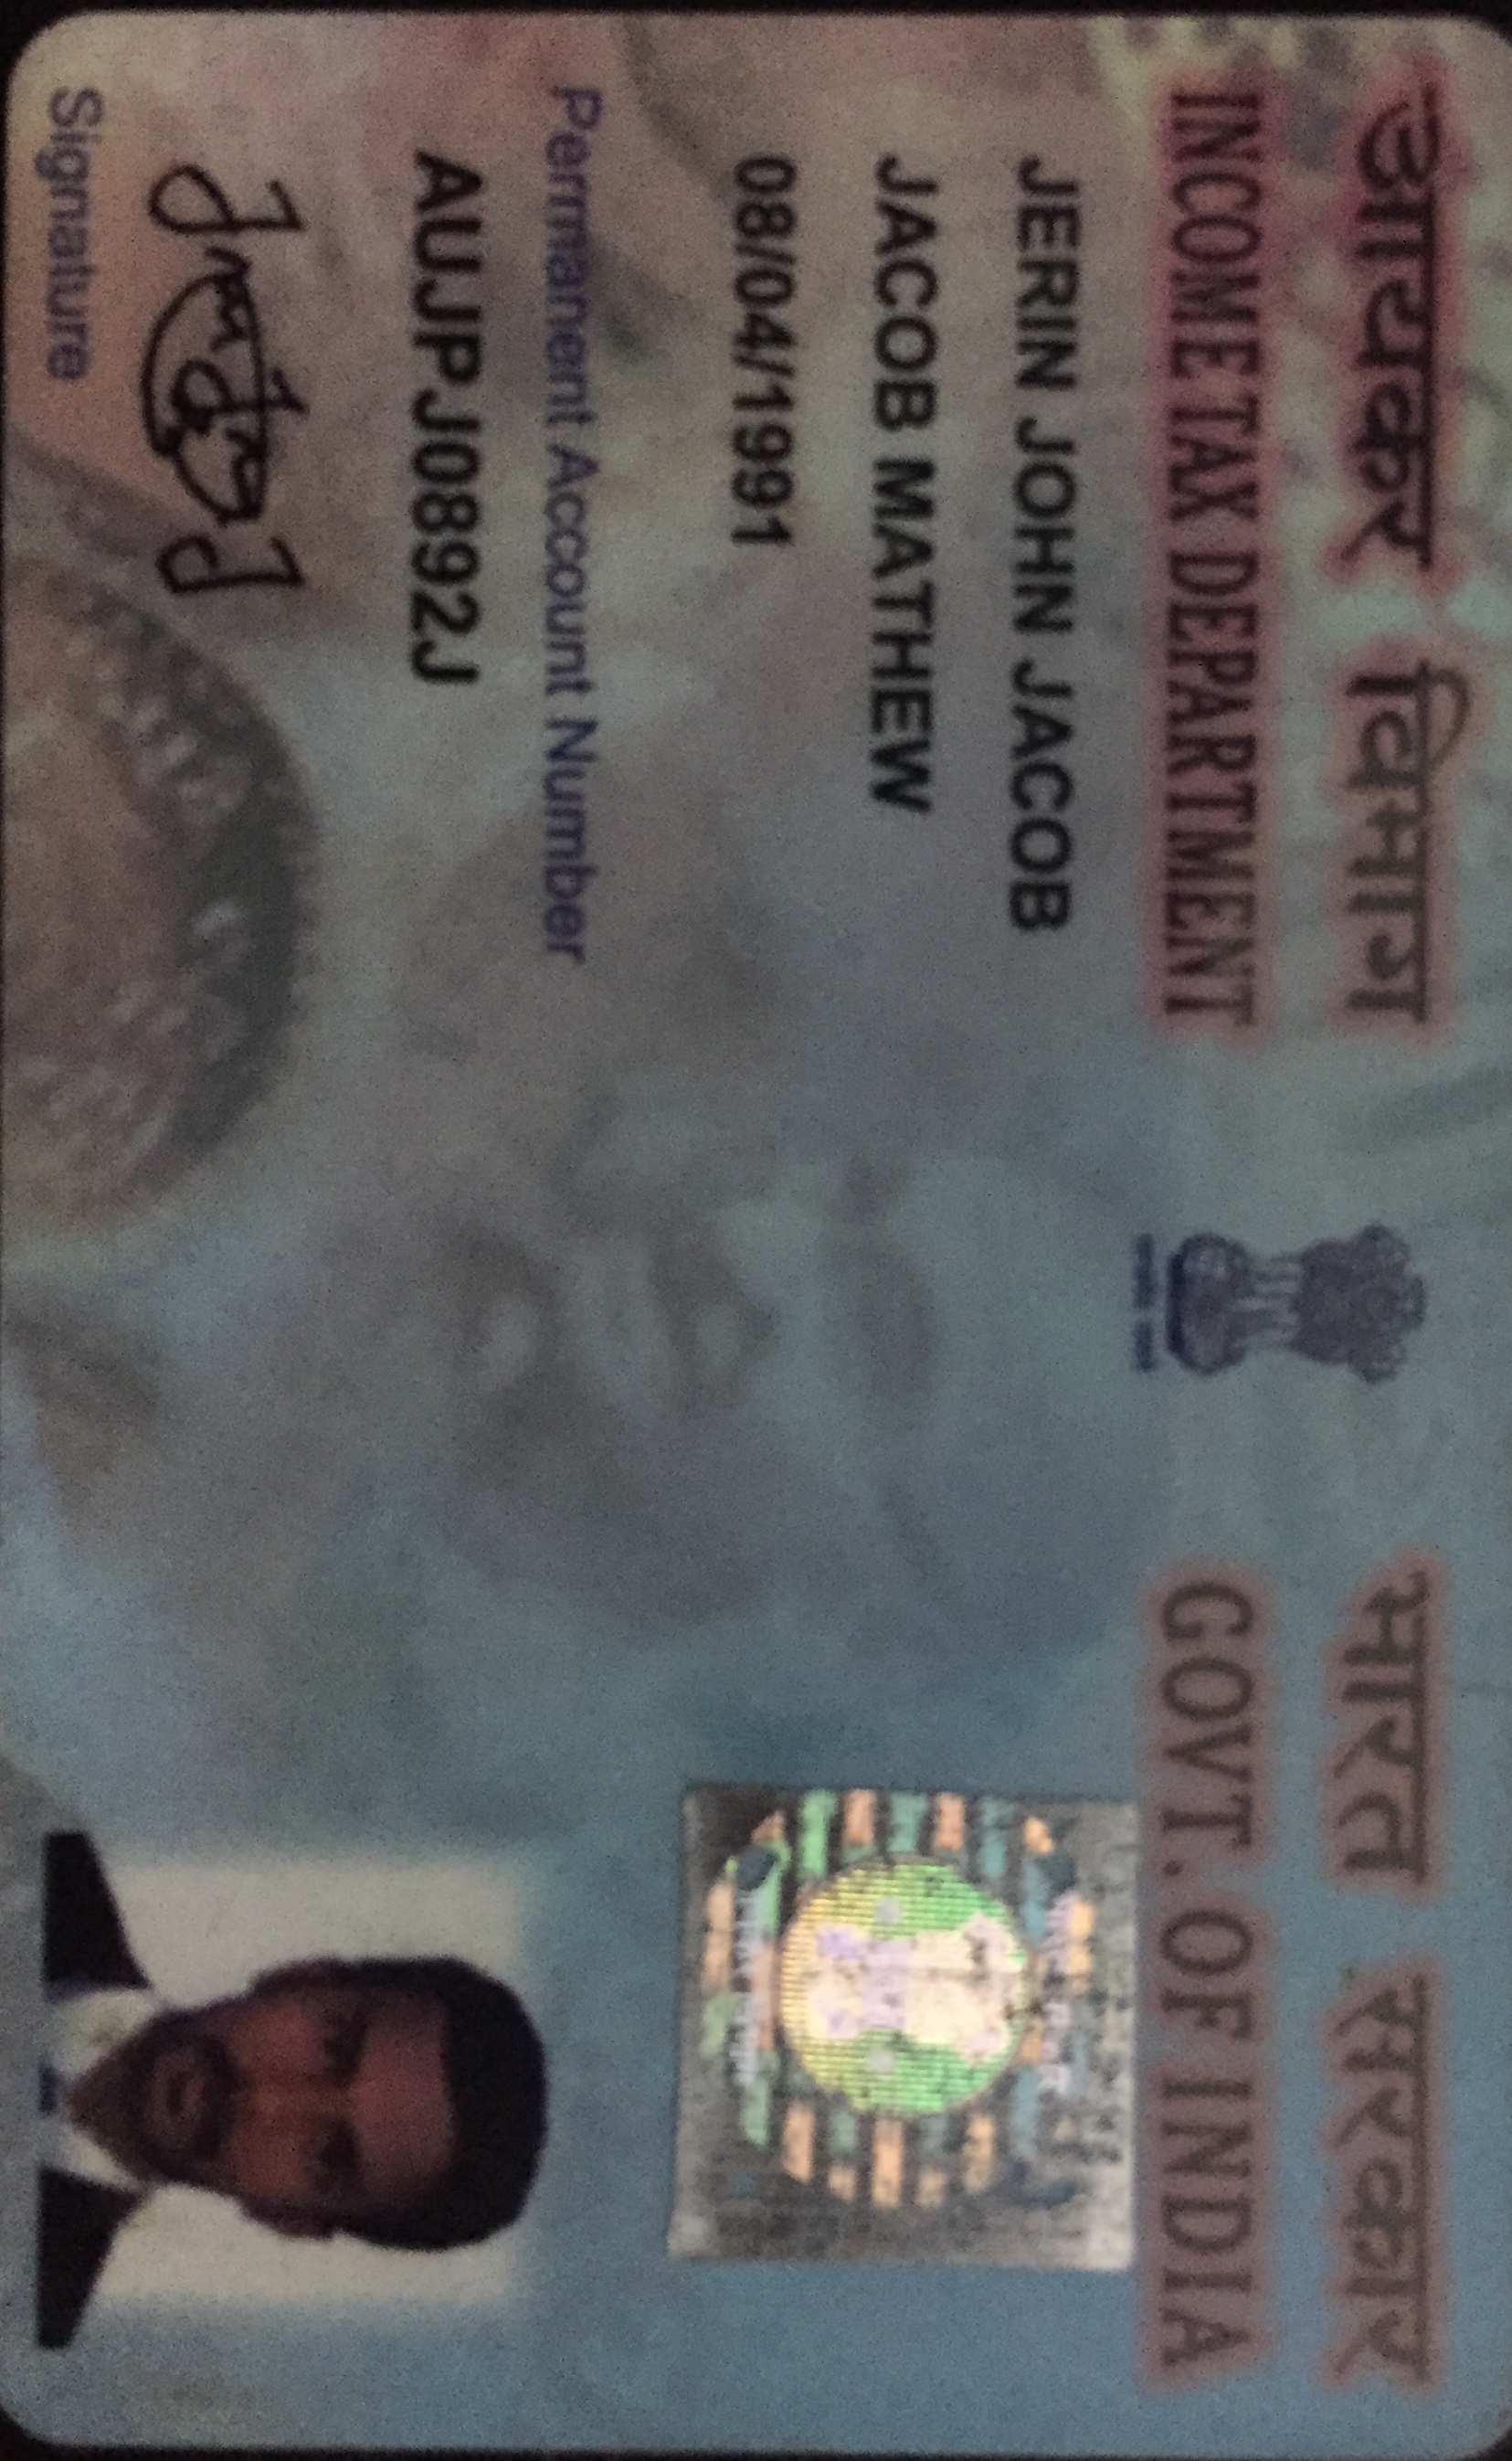 आयकर विभाग
INCOME TAX DEPARTMENT
भारत सरकार
GOVT. OF INDIA
JERIN JOHN JACOB
JACOB MATHEW
08/04/1991
Permanent Account Number
AUJPJ0892J
Signature